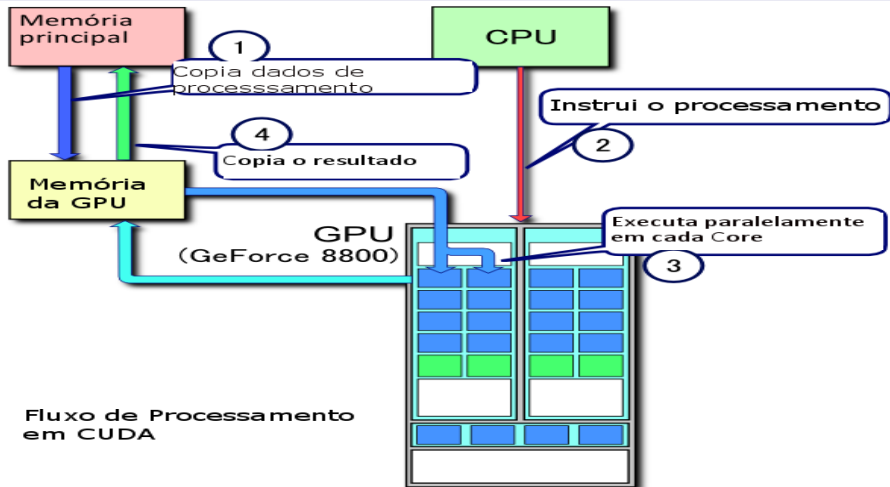 Memória
principal
1
Copia dados de
processsamento
CPU
Instrui o processamento
2
4
Copia o resultado
Memória
da GPU
GPU
(GeForce 8800)
Executa paralelamente
em cada Core
3
Fluxo de Processamento
em CUDA